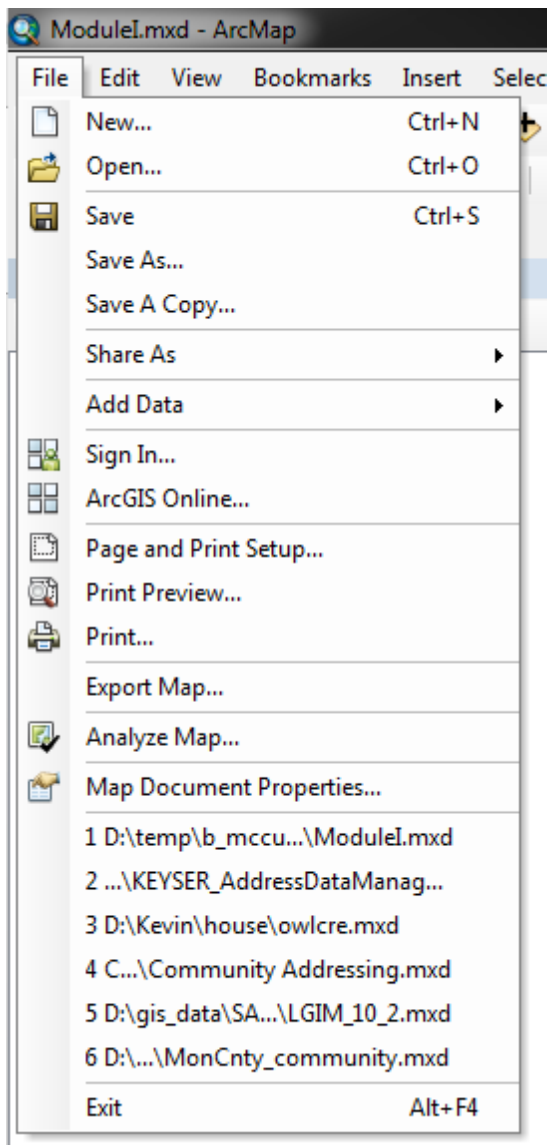 ModuleI.mxd - ArcMap
File Edit View Bookmarks Insert Selec
New... Ctrl+N
Open... Ctrl+O
Save Ctrl+S
Save As...
Save A Copy...
Share As
Add Data
Sign In...
ArcGIS Online...
Page and Print Setup...
Print Preview...
Print...
Export Map...
Analyze Map...
Map Document Properties...
1 D:\temp\b_mccu...\ModuleI.mxd
2 ...\KEYSER_AddressDataManag...
3 D:\Kevin\house\owlcre.mxd
4 C...\Community Addressing.mxd
5 D:\gis_data\SA...\LGIM_10_2.mxd
6 D:\...\MonCnty_community.mxd
Exit Alt+F4